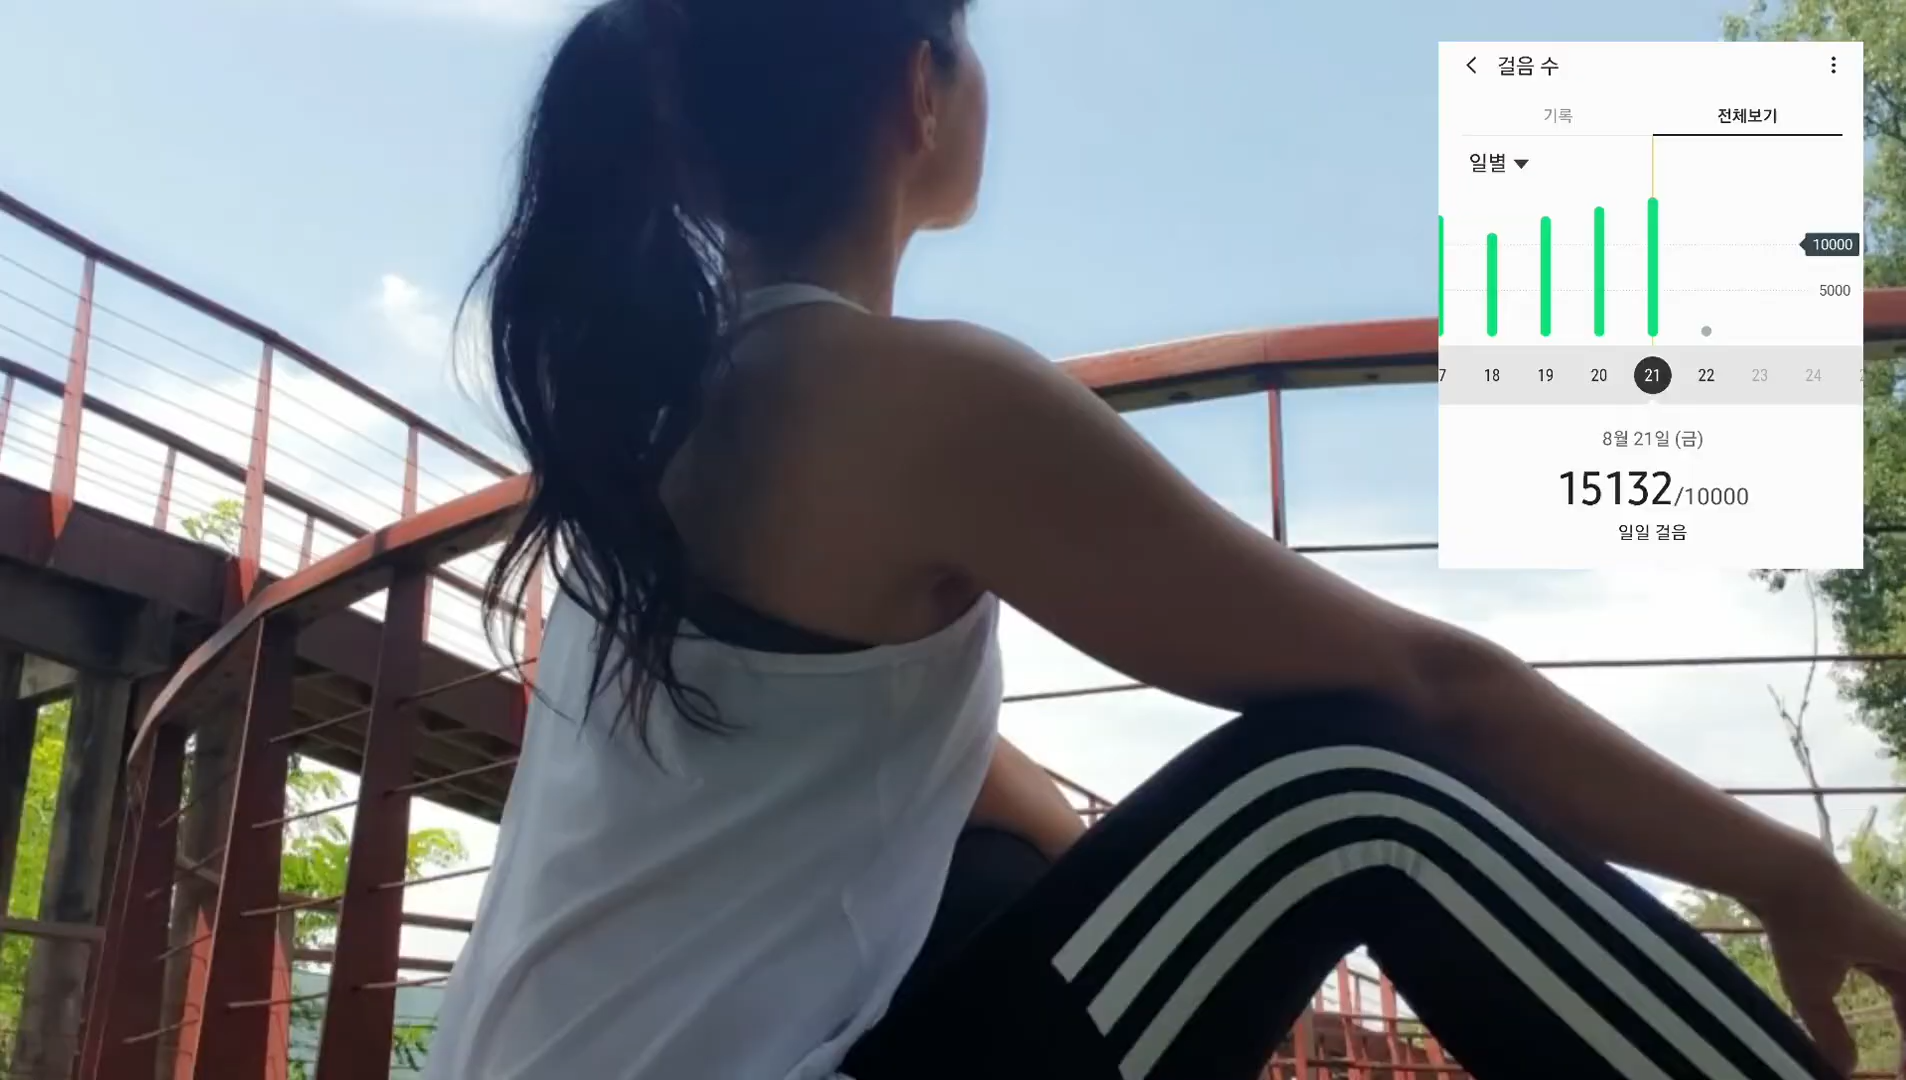 걸음 수
기록 전체보기
일별
10000
5000
7 18 19 20 21 22 23 24
8월 21일 (금)
15132/10000
일일 걸음